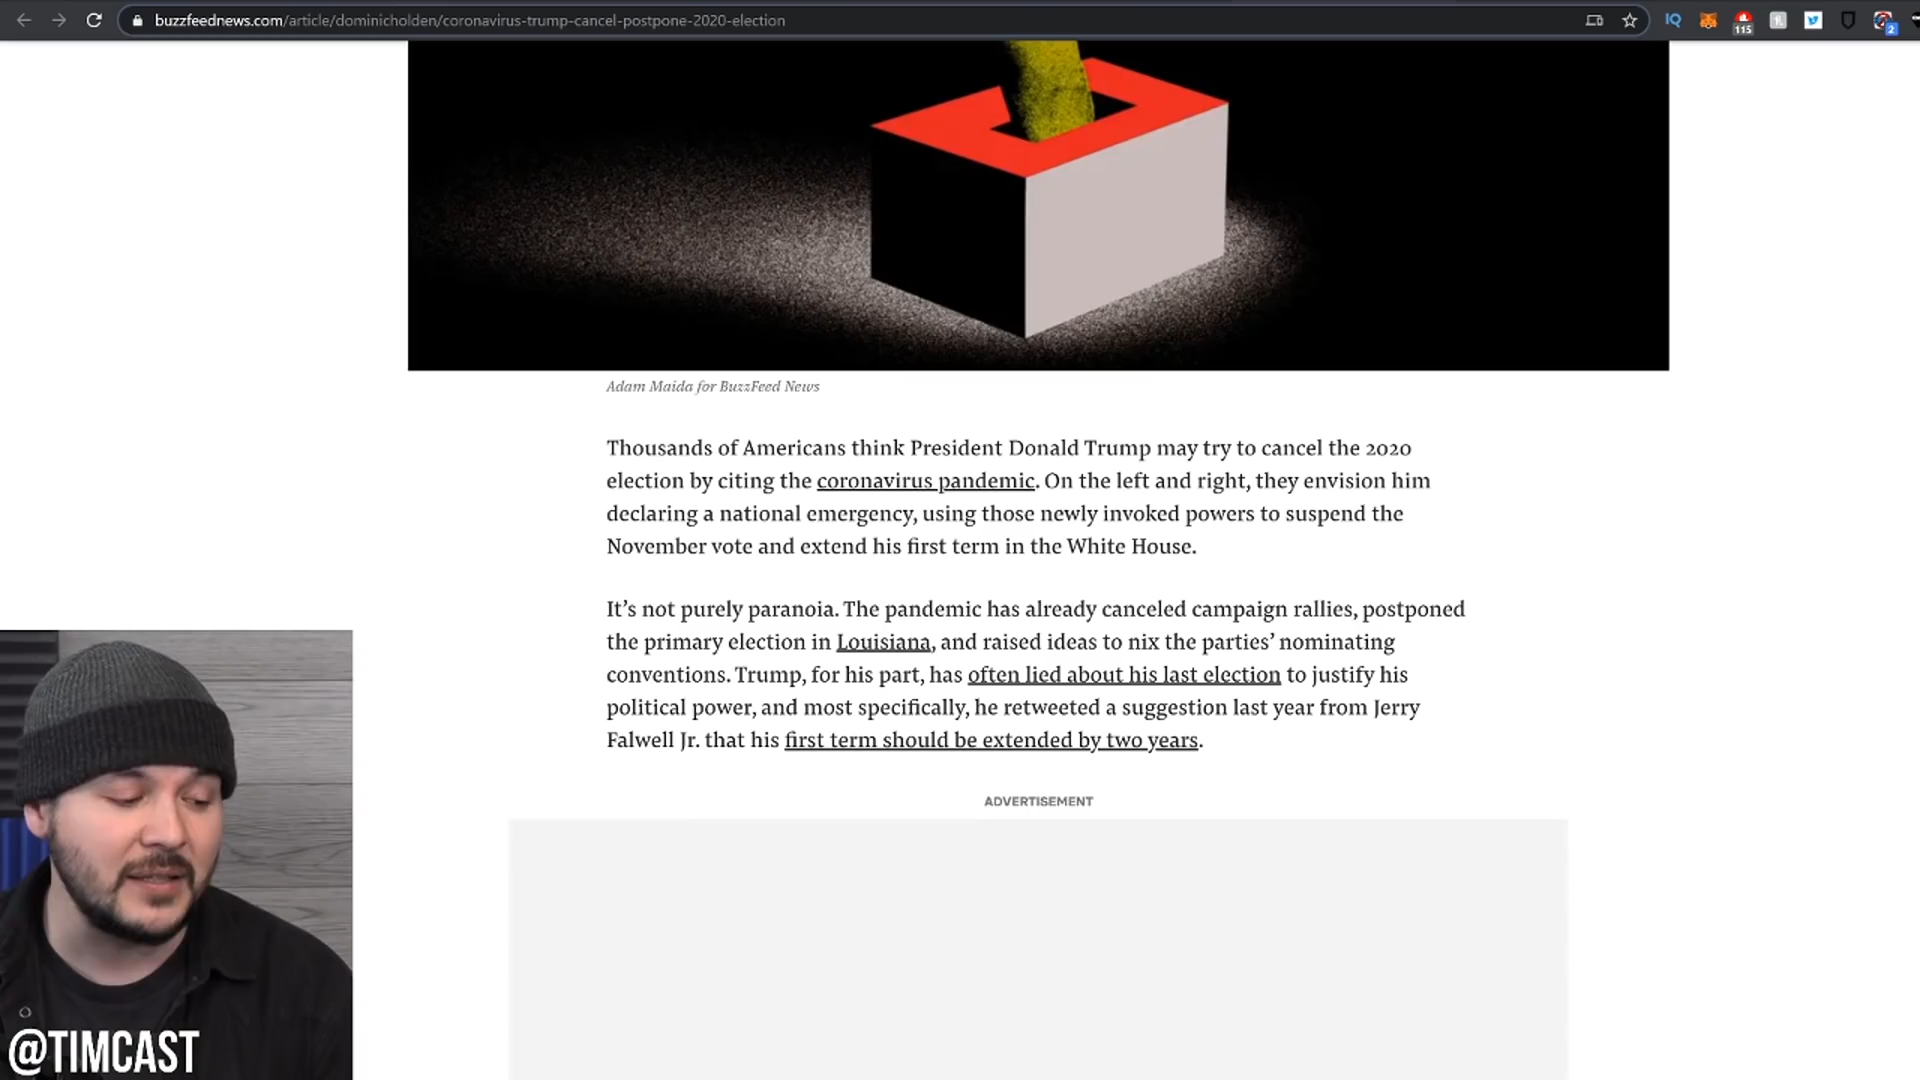 buzzfeednews.com/article/dominicholden/coronavirus-trump-cancel-postpone-2020-election
IQ
115
2
Adam Maida for BuzzFeed News
Thousands of Americans think President Donald Trump may try to cancel the 2020
election by citing the coronavirus pandemic. On the left and right, they envision him
declaring a national emergency, using those newly invoked powers to suspend the
November vote and extend his first term in the White House.
It’s not purely paranoia. The pandemic has already canceled campaign rallies, postponed
the primary election in Louisiana, and raised ideas to nix the parties’ nominating
conventions. Trump, for his part, has often lied about his last election to justify his
political power, and most specifically, he retweeted a suggestion last year from Jerry
Falwell Jr. that his first term should be extended by two years.
ADVERTISEMENT
@TIMCAST